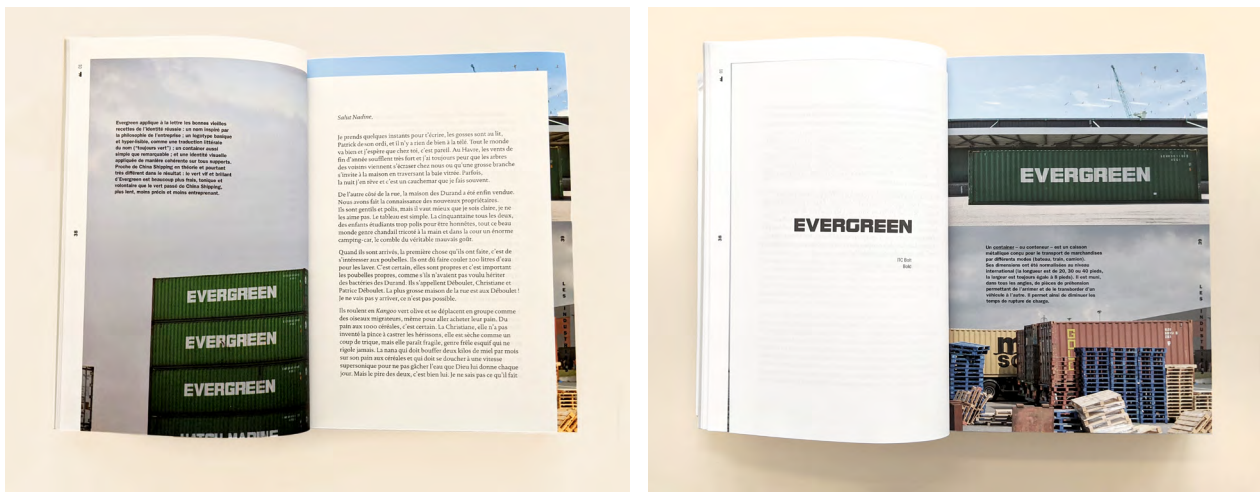 4
Evergreen applique à la lettre les bonnes vieilles
recettes de l'identité réussie : un nom inspiré par
la philosophie de l'entreprise ; un logotype basique
et hyper-lisible, comme une traduction littérale
du nom ("toujours vert") ; un container aussi
simple que remarquable ; et une identité visuelle
appliquée de manière cohérente sur tous supports.
Proche de China Shipping en théorie et pourtant
très différent dans le résultat : le vert vif et brillant
d'Evergreen est beaucoup plus frais, tonique et
volontaire que le vert passé de China Shipping,
plus lent, moins précis et moins entreprenant.
38
EVERGREEN
EVERGREEN
EVERGREEN
HATSU MARINE
Salut Nadine,
Je prends quelques instants pour t'écrire, les gosses sont au lit,
Patrick de son ordi, et il n'y a rien de bien à la télé. Tout le monde
va bien et j'espère que chez toi, c'est pareil. Au Havre, les vents de
fin d'année soufflent très fort et j'ai toujours peur que les arbres
des voisins viennent s'écraser chez nous ou qu'une grosse branche
s'invite à la maison en traversant la baie vitrée. Parfois,
la nuit j'en rêve et c'est un cauchemar que je fais souvent.
De l'autre côté de la rue, la maison des Durand a été enfin vendue.
Nous avons fait la connaissance des nouveaux propriétaires.
Ils sont gentils et polis, mais il vaut mieux que je sois claire, je ne
les aime pas. Le tableau est simple. La cinquantaine tous les deux,
des enfants étudiants trop polis pour être honnêtes, tout ce beau
monde genre chandail tricoté à la main et dans la cour un énorme
camping-car, le comble du véritable mauvais goût.
Quand ils sont arrivés, la première chose qu'ils ont faite, c'est de
s'intéresser aux poubelles. Ils ont dû faire couler 200 litres d'eau
pour les laver. C'est certain, elles sont propres et c'est important
les poubelles propres, comme s'ils n'avaient pas voulu hériter
des bactéries des Durand. Ils s'appellent Déboulet, Christiane et
Patrice Déboulet. La plus grosse maison de la rue est aux Déboulet !
Je ne vais pas y arriver, ce n'est pas possible.
Ils roulent en Kangoo vert olive et se déplacent en groupe comme
des oiseaux migrateurs, même pour aller acheter leur pain. Du
pain aux 1000 céréales, c'est certain. La Christiane, elle n'a pas
inventé la pince à castrer les hérissons, elle est sèche comme un
coup de trique, mais elle paraît fragile, genre frêle esquif qui ne
rigole jamais. La nana qui doit bouffer deux kilos de miel par mois
sur son pain aux céréales et qui doit se doucher à une vitesse
supersonique pour ne pas gâcher l'eau que Dieu lui donne chaque
jour. Mais le pire des deux, c'est bien lui. Je ne sais pas ce qu'il fait
LES INDUST
4
38
EVERGREEN
ITC Bolt
Bold
EVERGREEN
Un container – ou conteneur – est un caisson
métallique conçu pour le transport de marchandises
par différents modes (bateau, train, camion).
Ses dimensions ont été normalisées au niveau
international (la longueur est de 20, 30 ou 40 pieds,
la largeur est toujours égale à 8 pieds). Il est muni,
dans tous les angles, de pièces de préhension
permettant de l'arrimer et de le transborder d'un
véhicule à l'autre. Il permet ainsi de diminuer les
temps de rupture de charge.
LES INDUST